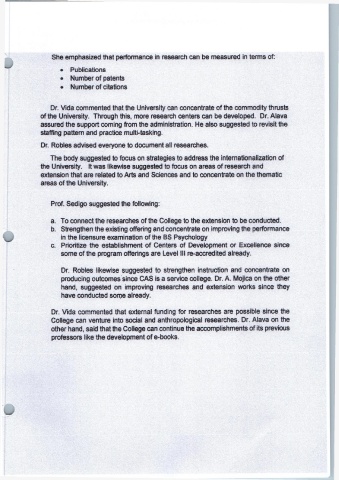 She emphasized that performance in research can be measured in terms of:
• Publications
• Number of patents
• Number of citations
Dr. Vida commented that the University can concentrate of the commodity thrusts
of the University. Through this, more research centers can be developed. Dr. Alava
assured the support coming from the administration. He also suggested to revisit the
staffing pattern and practice multi-tasking.
Dr. Robles advised everyone to document all researches.
The body suggested to focus on strategies to address the internationalization of
the University. It was likewise suggested to focus on areas of research and
extension that are related to Arts and Sciences and to concentrate on the thematic
areas of the University.
Prof. Sedigo suggested the following:
a. To connect the researches of the College to the extension to be conducted.
b. Strengthen the existing offering and concentrate on improving the performance
in the licensure examination of the BS Psychology
c. Prioritize the establishment of Centers of Development or Excellence since
some of the program offerings are Level III re-accredited already.
Dr. Robles likewise suggested to strengthen instruction and concentrate on
producing outcomes since CAS is a service college. Dr. A. Mojica on the other
hand, suggested on improving researches and extension works since they
have conducted some already.
Dr. Vida commented that external funding for researches are possible since the
College can venture into social and anthropological researches. Dr. Alava on the
other hand, said that the College can continue the accomplishments of its previous
professors like the development of e-books.